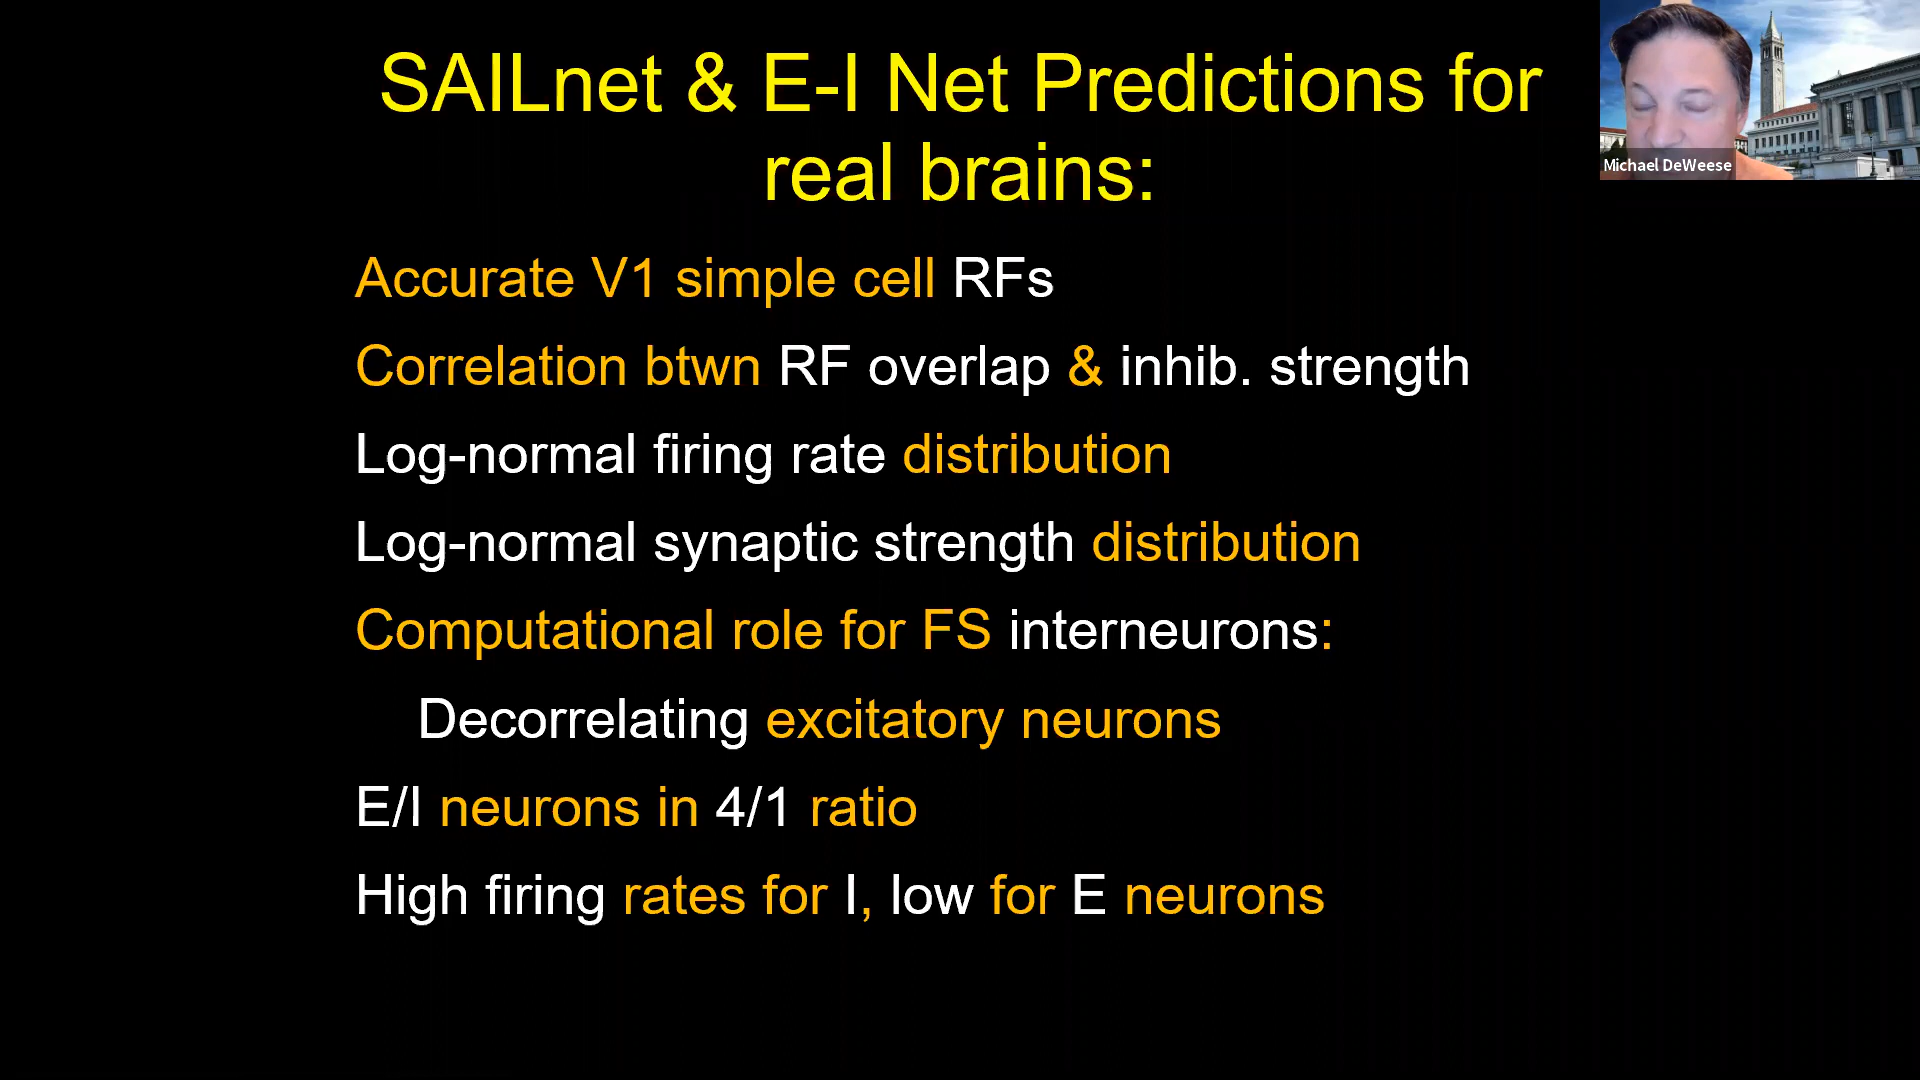 SAILnet & E-I Net Predictions for
real brains:
Michael DeWeese
Accurate V1 simple cell RFs
Correlation btwn RF overlap & inhib. strength
Log-normal firing rate distribution
Log-normal synaptic strength distribution
Computational role for FS interneurons:
Decorrelating excitatory neurons
E/I neurons in 4/1 ratio
High firing rates for I, low for E neurons